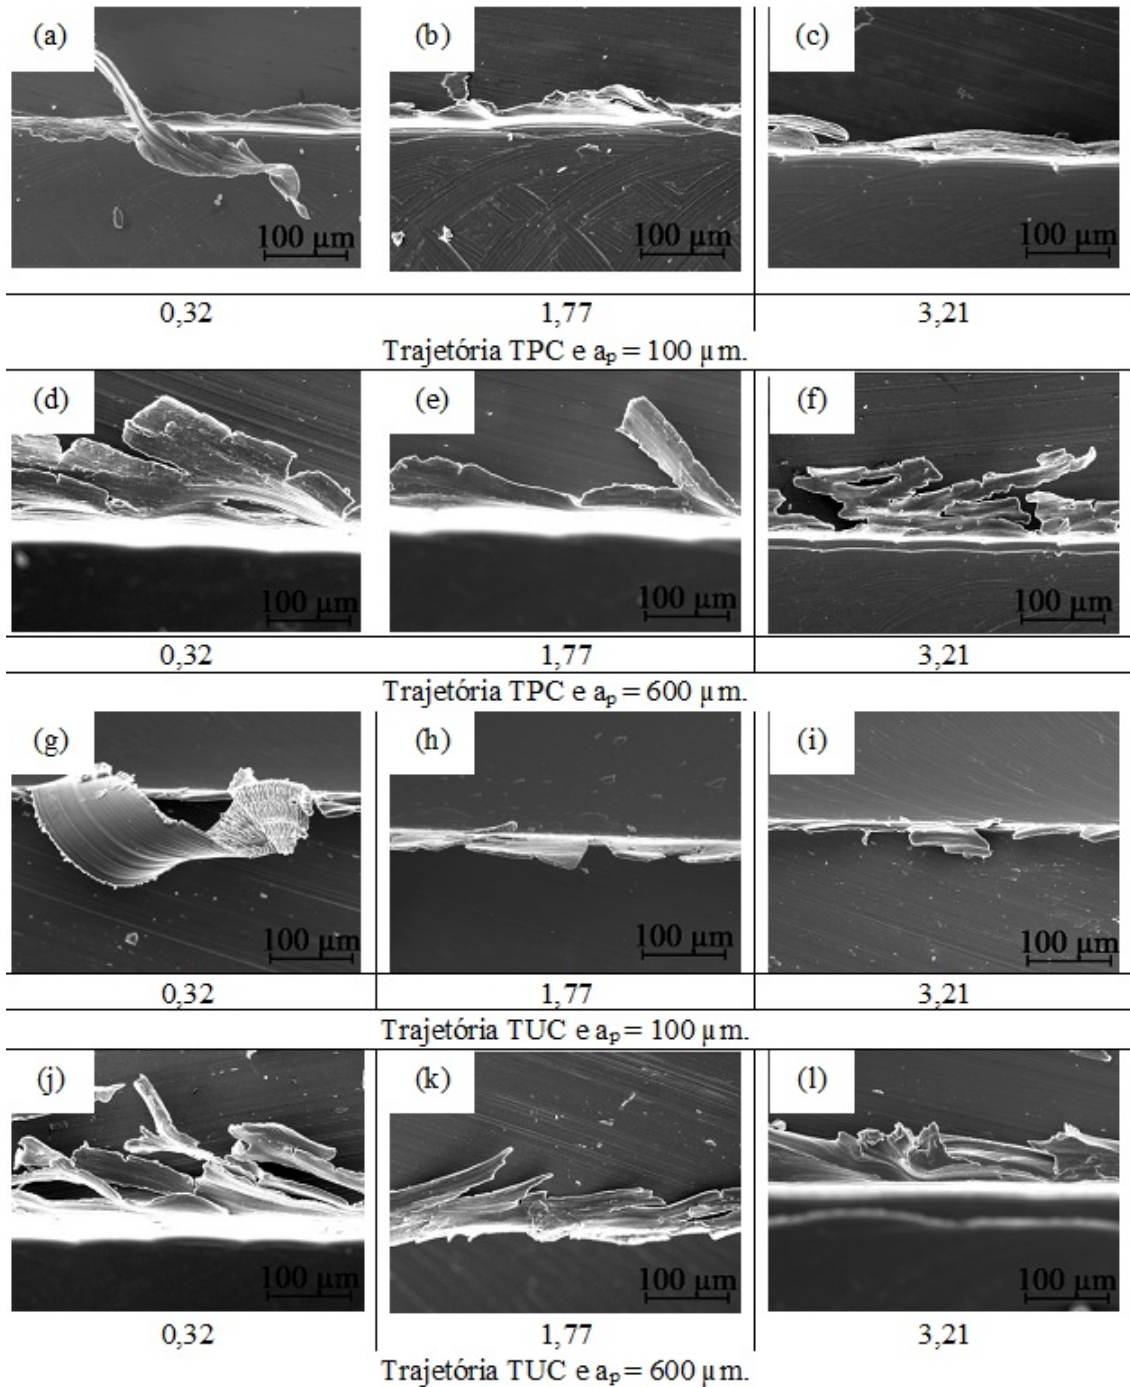 (a) (b) (c)
100 µm 100 µm 100 µm
0,32 1,77 3,21
Trajetória TPC e aₚ = 100 µm.
(d) (e) (f)
100 µm 100 µm 100 µm
0,32 1,77 3,21
Trajetória TPC e aₚ = 600 µm.
(g) (h) (i)
100 µm 100 µm 100 µm
0,32 1,77 3,21
Trajetória TUC e aₚ = 100 µm.
(j) (k) (l)
100 µm 100 µm 100 µm
0,32 1,77 3,21
Trajetória TUC e aₚ = 600 µm.